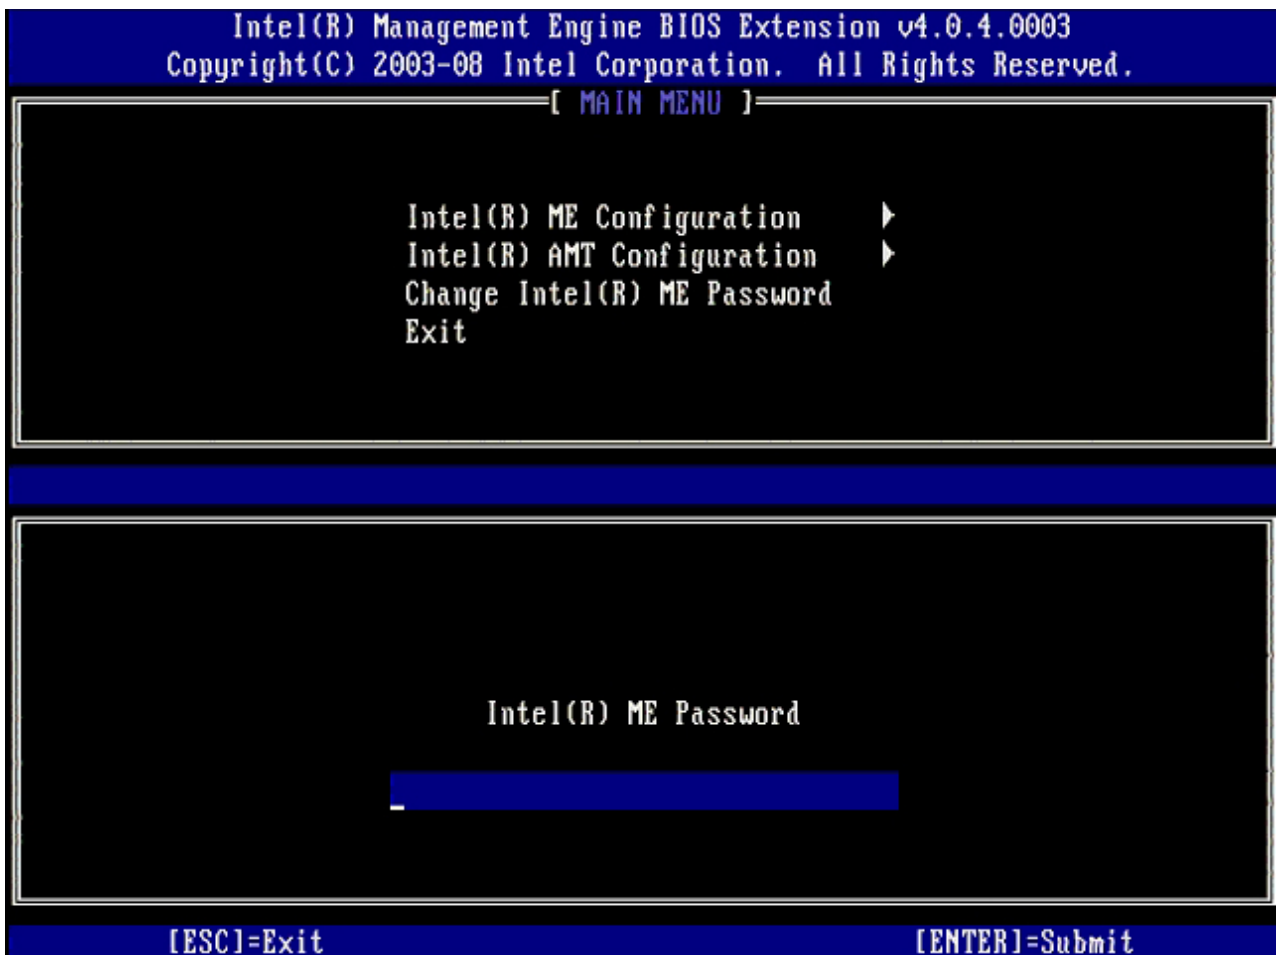 Intel(R) Management Engine BIOS Extension v4.0.4.0003
Copyright(C) 2003-08 Intel Corporation. All Rights Reserved.
[ MAIN MENU ]
Intel(R) ME Configuration
Intel(R) AMT Configuration
Change Intel(R) ME Password
Exit
Intel(R) ME Password
[ESC]=Exit [ENTER]=Submit